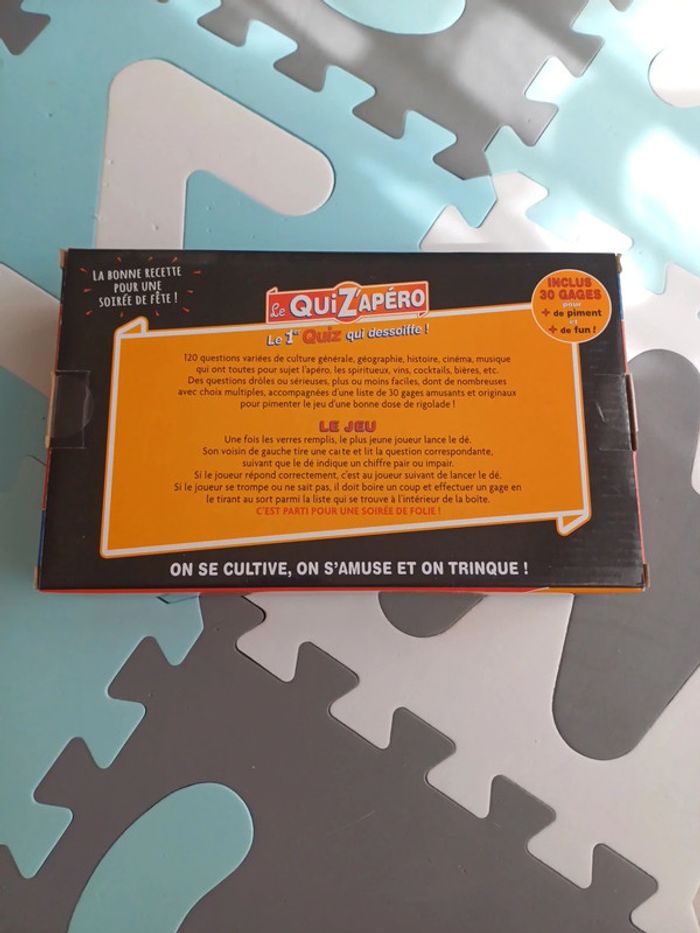 LA BONNE RECETTE
POUR UNE
SOIRÉE DE FÊTE !
Le QUIZAPÉRO
Le 1er Quiz qui dessoiffe !
INCLUS
30 GAGES
pour
+ de piment
et
+ de fun !
120 questions variées de culture générale, géographie, histoire, cinéma, musique
qui ont toutes pour sujet l'apéro, les spiritueux, vins, cocktails, bières, etc.
Des questions drôles ou sérieuses, plus ou moins faciles, dont de nombreuses
avec choix multiples, accompagnées d'une liste de 30 gages amusants et originaux
pour pimenter le jeu d'une bonne dose de rigolade !
LE JEU
Une fois les verres remplis, le plus jeune joueur lance le dé.
Son voisin de gauche tire une carte et lit la question correspondante,
suivant que le dé indique un chiffre pair ou impair.
Si le joueur répond correctement, c'est au joueur suivant de lancer le dé.
Si le joueur se trompe ou ne sait pas, il doit boire un coup et effectuer un gage en
le tirant au sort parmi la liste qui se trouve à l'intérieur de la boîte.
C'EST PARTI POUR UNE SOIRÉE DE FOLIE !
ON SE CULTIVE, ON S'AMUSE ET ON TRINQUE !